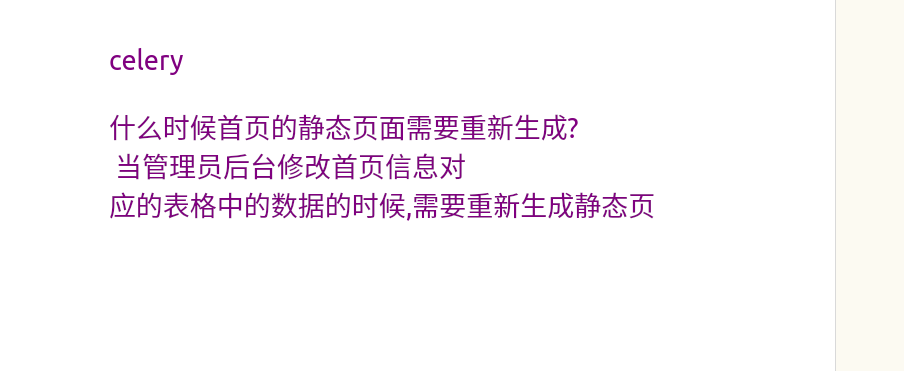 celery
什么时候首页的静态页面需要重新生成?
当管理员后台修改首页信息对
应的表格中的数据的时候,需要重新生成静态页